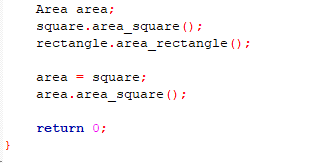 Area area;
square.area_square();
rectangle.area_rectangle();
area = square;
area.area_square();
return 0;
}